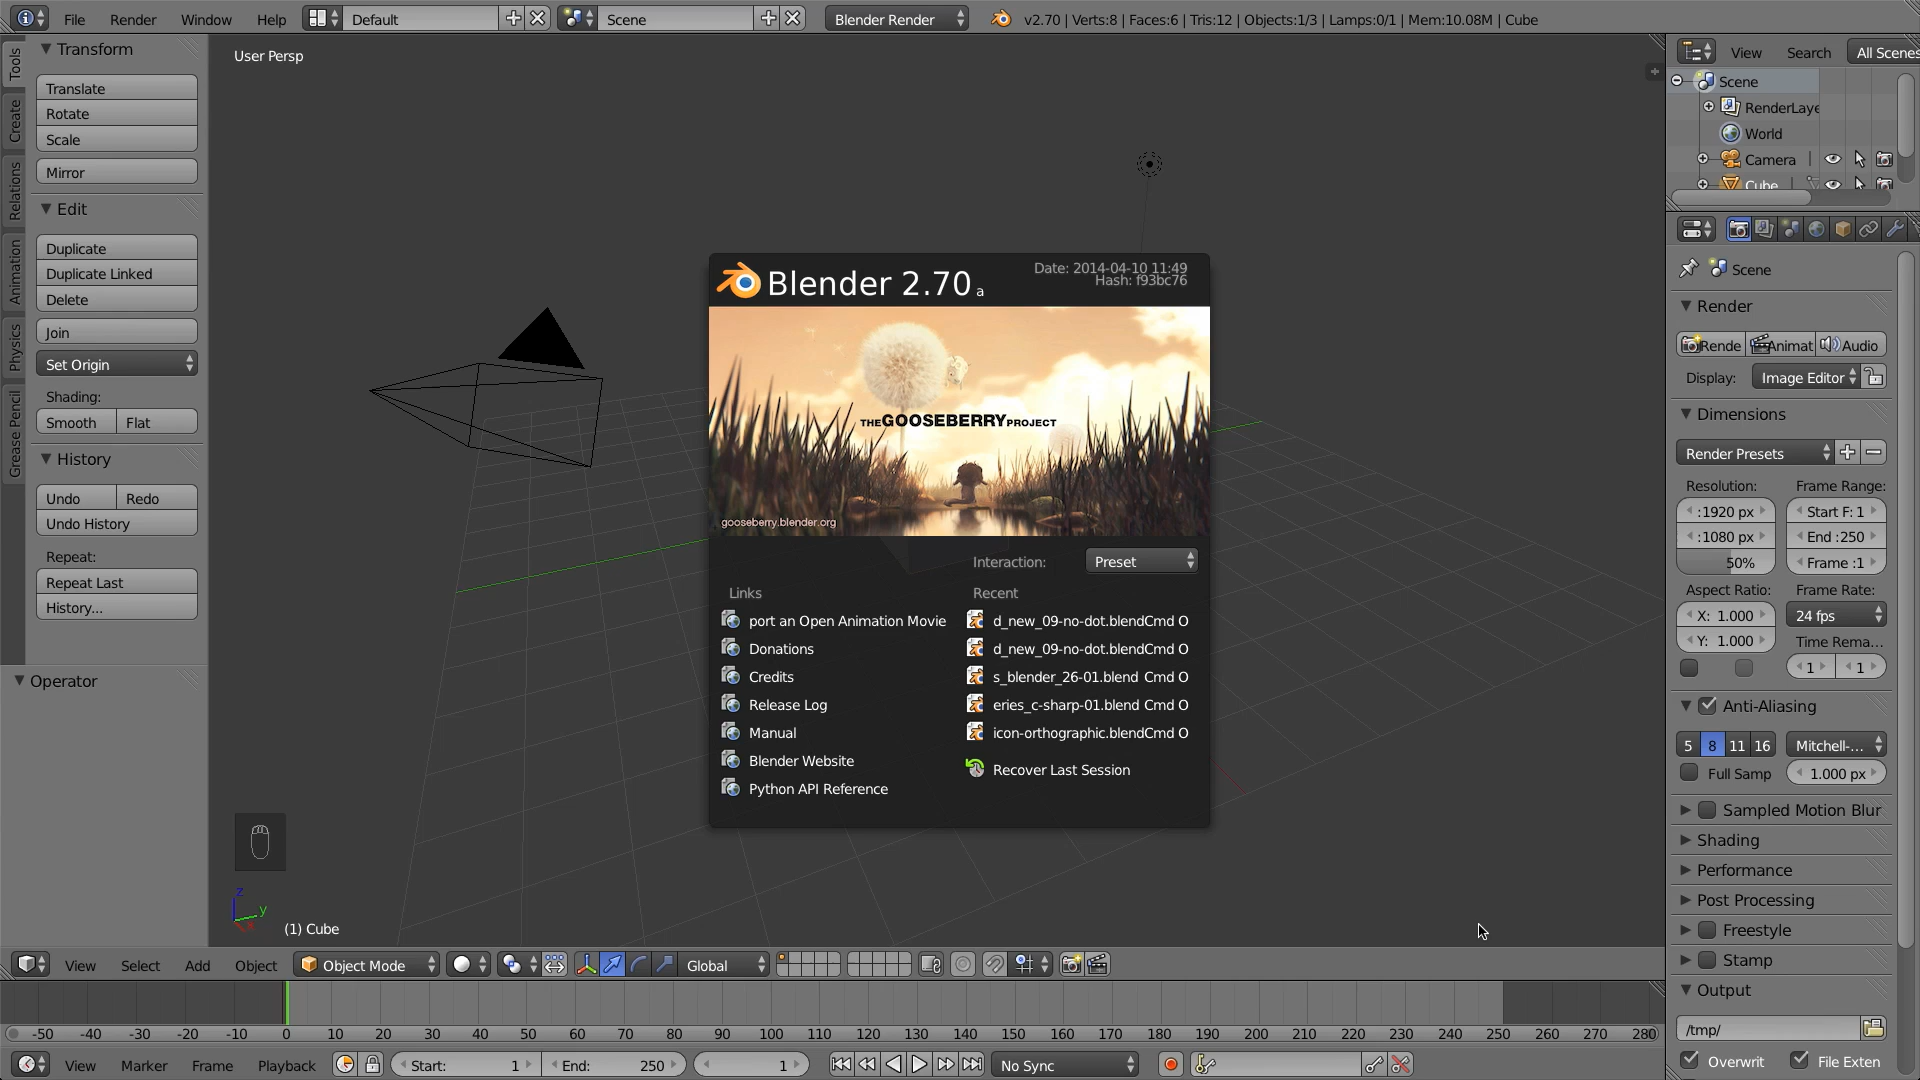 File Render Window Help Default Scene Blender Render v2.70 | Verts:8 | Faces:6 | Tris:12 | Objects:1/3 | Lamps:0/1 | Mem:10.08M | Cube
Tools
Create
Relations
Animation
Physics
Grease Pencil
Transform
Translate
Rotate
Scale
Mirror
Edit
Duplicate
Duplicate Linked
Delete
Join
Set Origin
Shading:
Smooth Flat
History
Undo Redo
Undo History
Repeat:
Repeat Last
History...
Operator
User Persp
Blender 2.70 a
Date: 2014-04-10 11:49
Hash: f93bc76
THE GOOSEBERRY PROJECT
gooseberry.blender.org
Interaction: Preset
Links
port an Open Animation Movie
Donations
Credits
Release Log
Manual
Blender Website
Python API Reference
Recent
d_new_09-no-dot.blendCmd O
d_new_09-no-dot.blendCmd O
s_blender_26-01.blend Cmd O
eries_c-sharp-01.blend Cmd O
icon-orthographic.blendCmd O
Recover Last Session
z
y
(1) Cube
View Search All Scenes
Scene
RenderLaye
World
Camera
Cube
Scene
Render
Rende Animat Audio
Display: Image Editor
Dimensions
Render Presets
Resolution: Frame Range:
:1920 px Start F: 1
:1080 px End :250
50% Frame :1
Aspect Ratio: Frame Rate:
X: 1.000 24 fps
Y: 1.000 Time Rema...
1 1
Anti-Aliasing
5 8 11 16 Mitchell-...
Full Samp 1.000 px
Sampled Motion Blur
Shading
Performance
Post Processing
Freestyle
Stamp
Output
/tmp/
Overwrit File Exten
View Select Add Object Object Mode Global
-50 -40 -30 -20 -10 0 10 20 30 40 50 60 70 80 90 100 110 120 130 140 150 160 170 180 190 200 210 220 230 240 250 260 270 280
View Marker Frame Playback Start: 1 End: 250 1 No Sync